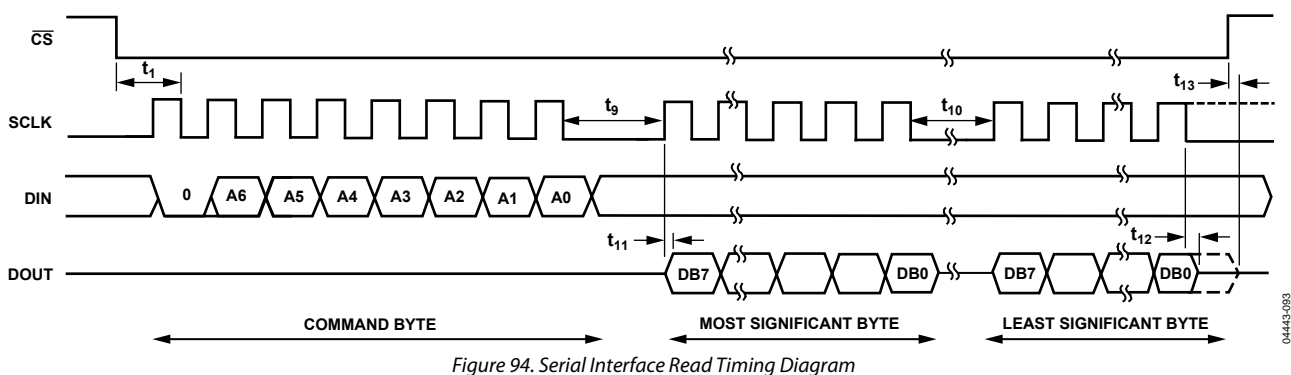 CS
t1
t13
SCLK
t9
t10
DIN
0 A6 A5 A4 A3 A2 A1 A0
t11
t12
DOUT
DB7 DB0 DB7 DB0
COMMAND BYTE MOST SIGNIFICANT BYTE LEAST SIGNIFICANT BYTE
04443-093
Figure 94. Serial Interface Read Timing Diagram